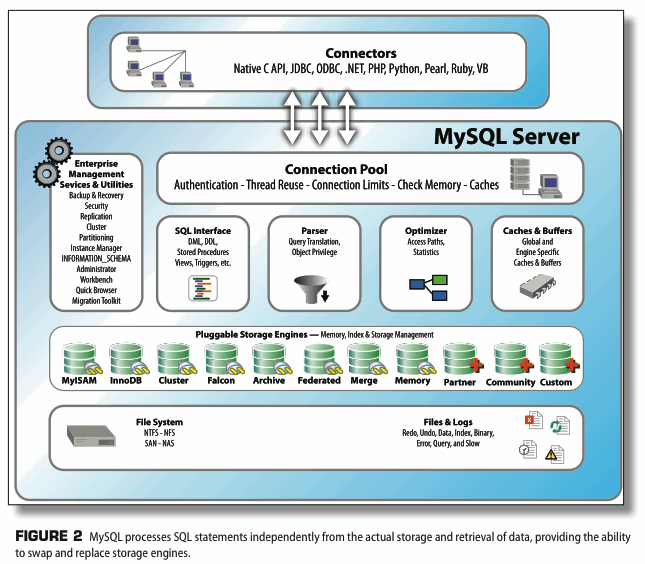 Connectors
Native C API, JDBC, ODBC, .NET, PHP, Python, Pearl, Ruby, VB
MySQL Server
Enterprise
Management
Sevices & Utilities
Backup & Recovery
Security
Replication
Cluster
Partitioning
Instance Manager
INFORMATION_SCHEMA
Administrator
Workbench
Quick Browser
Migration Toolkit
Connection Pool
Authentication - Thread Reuse - Connection Limits - Check Memory - Caches
SQL Interface
DML, DDL,
Stored Procedures
Views, Triggers, etc.
Parser
Query Translation,
Object Privilege
Optimizer
Access Paths,
Statistics
Caches & Buffers
Global and
Engine Specific
Caches & Buffers
Pluggable Storage Engines — Memory, Index & Storage Management
MyISAM InnoDB Cluster Falcon Archive Federated Merge Memory Partner Community Custom
File System
NTFS - NFS
SAN - NAS
Files & Logs
Redo, Undo, Data, Index, Binary,
Error, Query, and Slow
FIGURE 2 MySQL processes SQL statements independently from the actual storage and retrieval of data, providing the ability
to swap and replace storage engines.